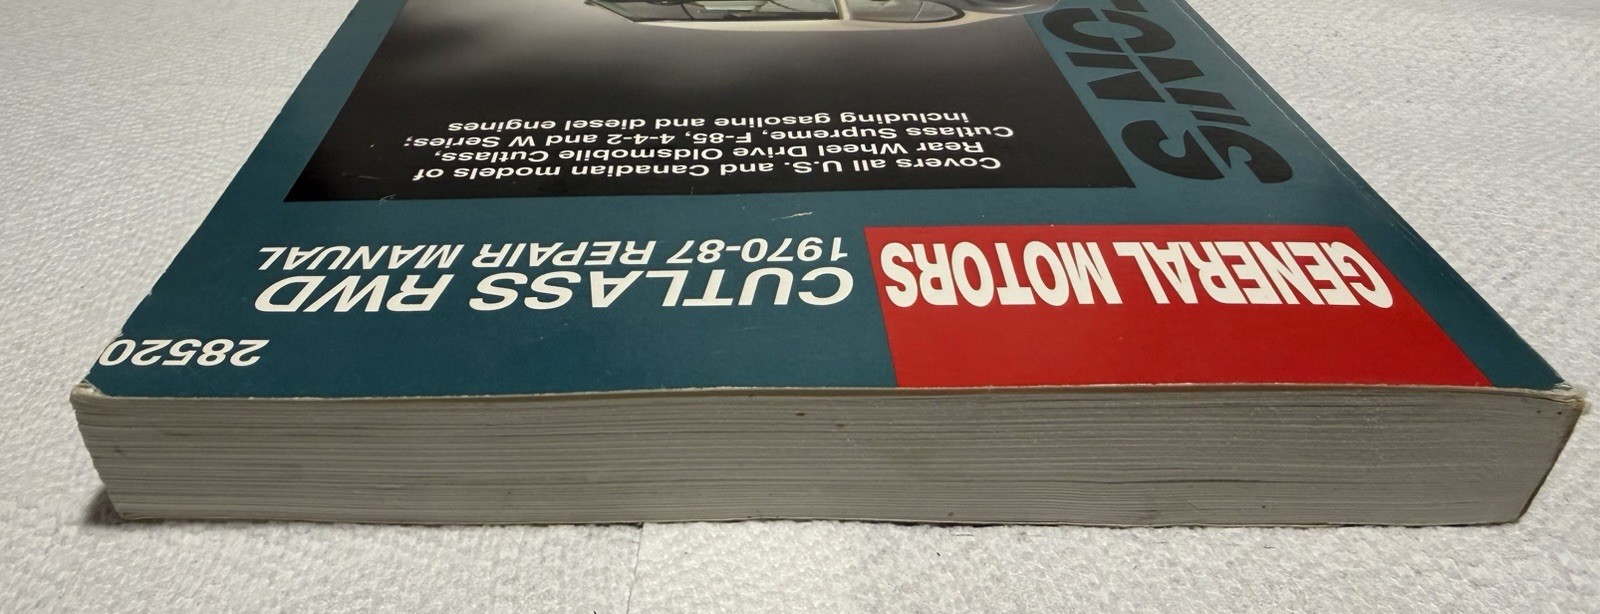 28520
GENERAL MOTORS
CUTLASS RWD
1970-87 REPAIR MANUAL
Covers all U.S. and Canadian models of
Rear Wheel Drive Oldsmobile Cutlass,
Cutlass Supreme, F-85, 4-4-2 and W Series;
including gasoline and diesel engines